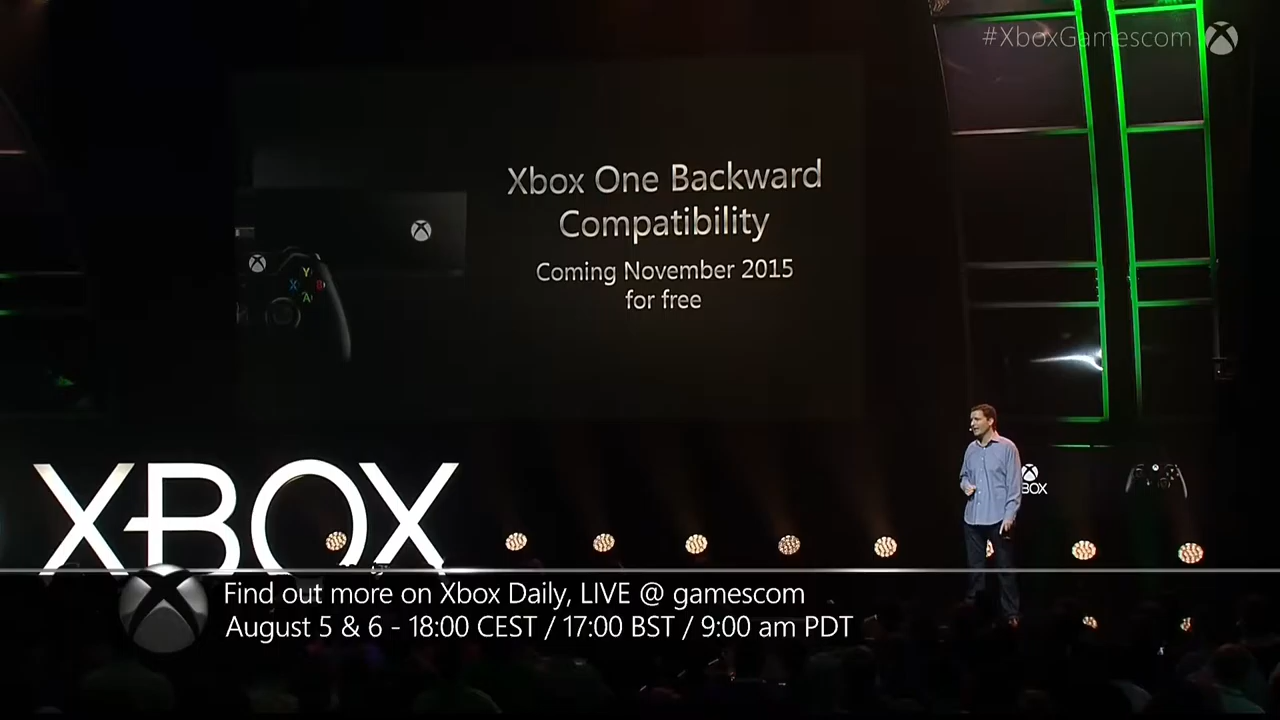 #XboxGamescom
Xbox One Backward
Compatibility
Coming November 2015
for free
Y
X
B
A
XBOX
BOX
Find out more on Xbox Daily, LIVE @ gamescom
August 5 & 6 - 18:00 CEST / 17:00 BST / 9:00 am PDT